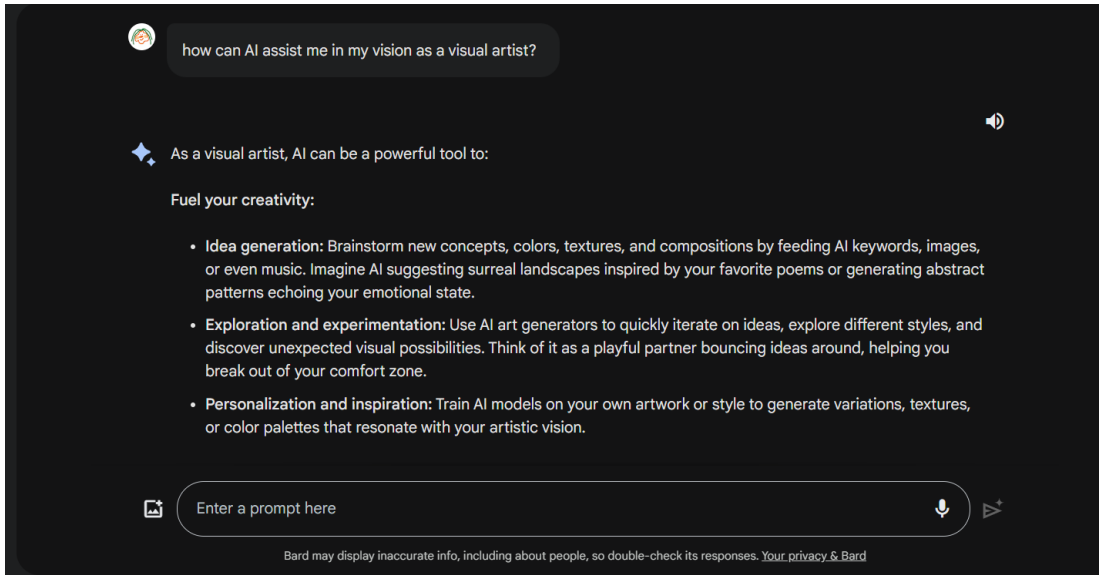 how can AI assist me in my vision as a visual artist?
As a visual artist, AI can be a powerful tool to:
Fuel your creativity:
• Idea generation: Brainstorm new concepts, colors, textures, and compositions by feeding AI keywords, images,
or even music. Imagine AI suggesting surreal landscapes inspired by your favorite poems or generating abstract
patterns echoing your emotional state.
• Exploration and experimentation: Use AI art generators to quickly iterate on ideas, explore different styles, and
discover unexpected visual possibilities. Think of it as a playful partner bouncing ideas around, helping you
break out of your comfort zone.
• Personalization and inspiration: Train AI models on your own artwork or style to generate variations, textures,
or color palettes that resonate with your artistic vision.
Enter a prompt here
Bard may display inaccurate info, including about people, so double-check its responses. Your privacy & Bard